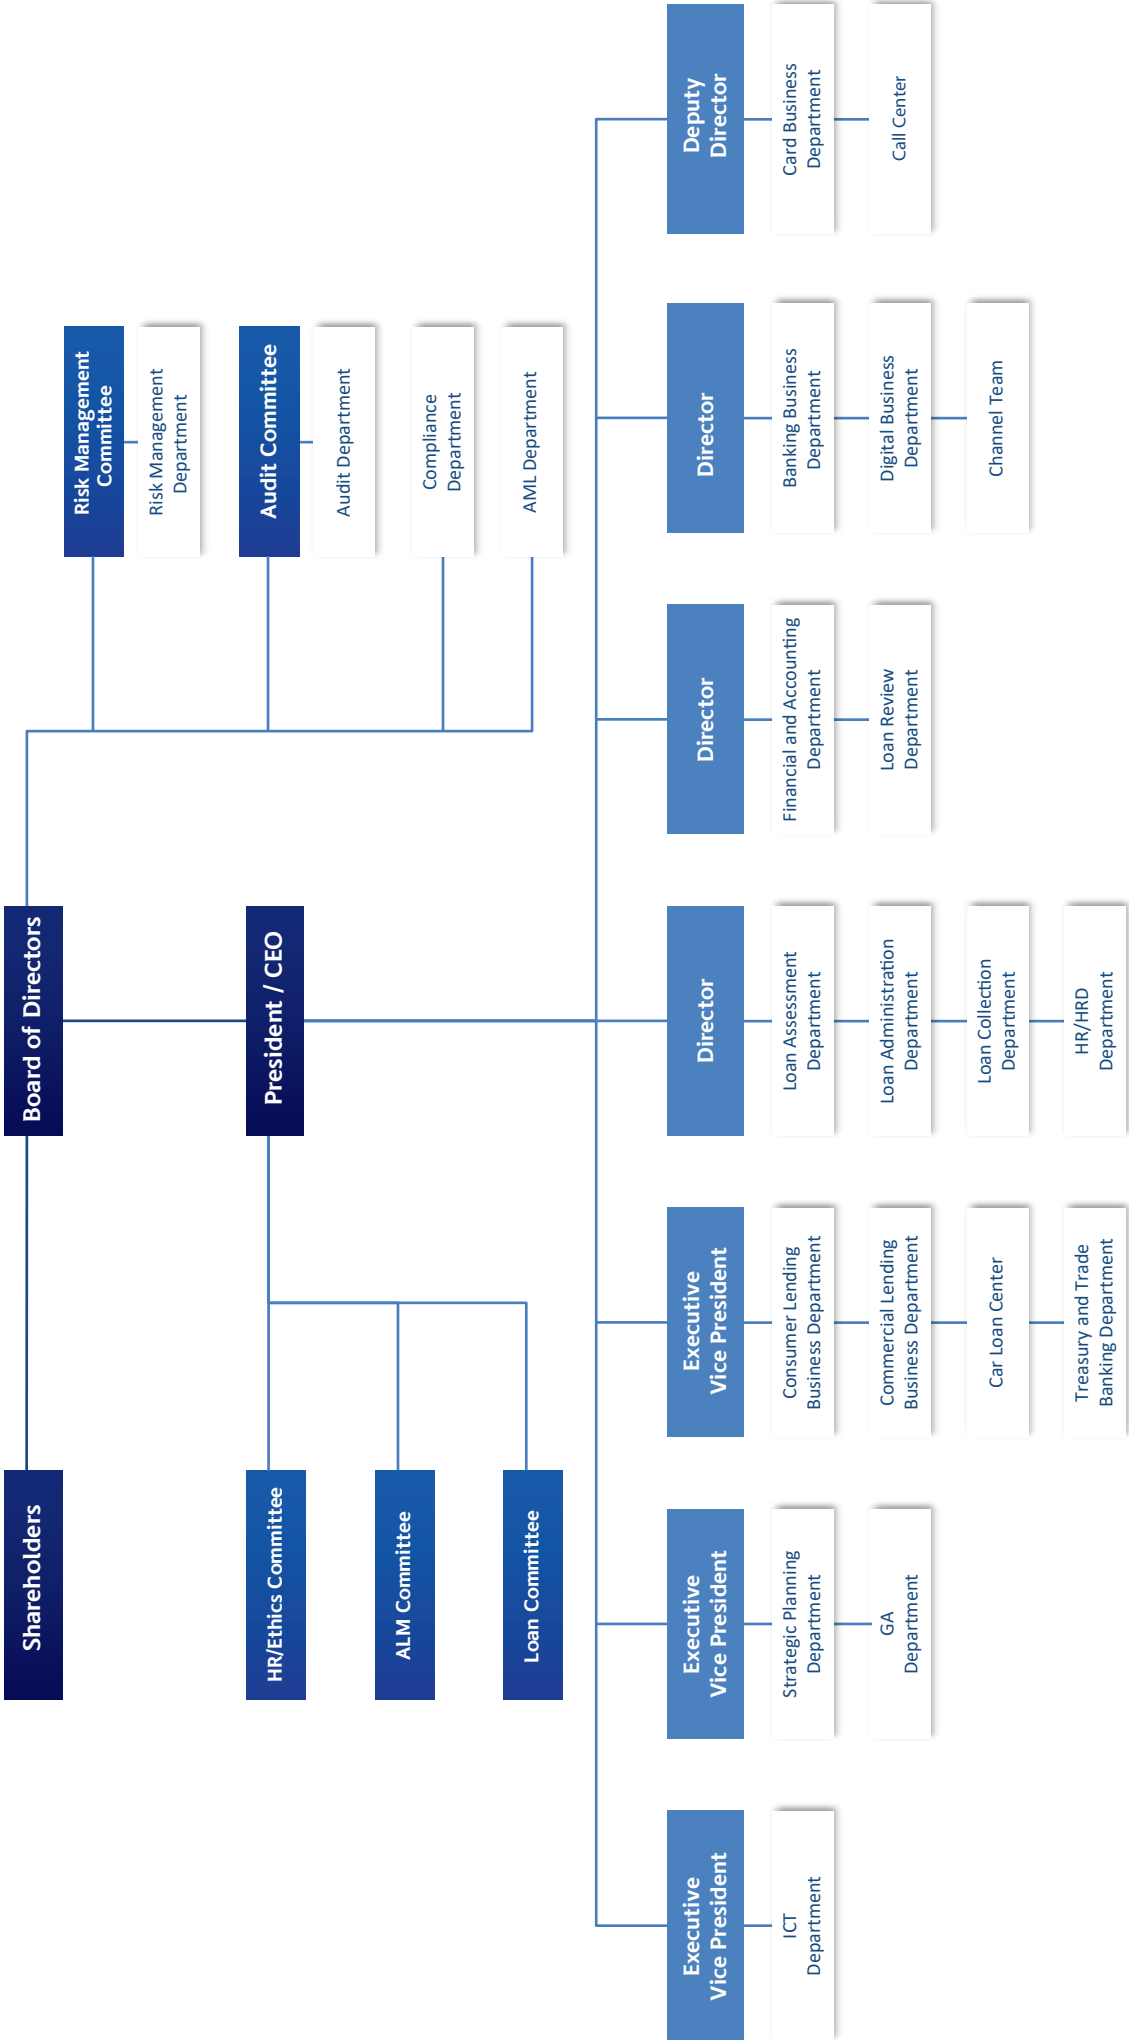 Shareholders
Board of Directors
President / CEO
HR/Ethics Committee
ALM Committee
Loan Committee
Risk Management
Committee
Risk Management
Department
Audit Committee
Audit Department
Compliance
Department
AML Department
Executive
Vice President
ICT
Department
Executive
Vice President
Strategic Planning
Department
GA
Department
Executive
Vice President
Consumer Lending
Business Department
Commercial Lending
Business Department
Car Loan Center
Treasury and Trade
Banking Department
Director
Loan Assessment
Department
Loan Administration
Department
Loan Collection
Department
HR/HRD
Department
Director
Financial and Accounting
Department
Loan Review
Department
Director
Banking Business
Department
Digital Business
Department
Channel Team
Deputy
Director
Card Business
Department
Call Center